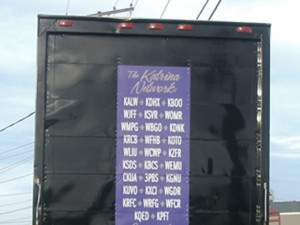 The Katrina
Network
KALW + KDHX + KBOO
WJFF + KSVR + WOMR
WMPG + WBGO + KDNK
KRCB + WFHB + KOTO
WLIU + WCWP + KZFR
KSDS + KBCS + WEMU
CKUA + 3PBS + KGNU
KUVO + KXCI + WGDR
KRFC + WRFG + WFCR
KQED + KPFT